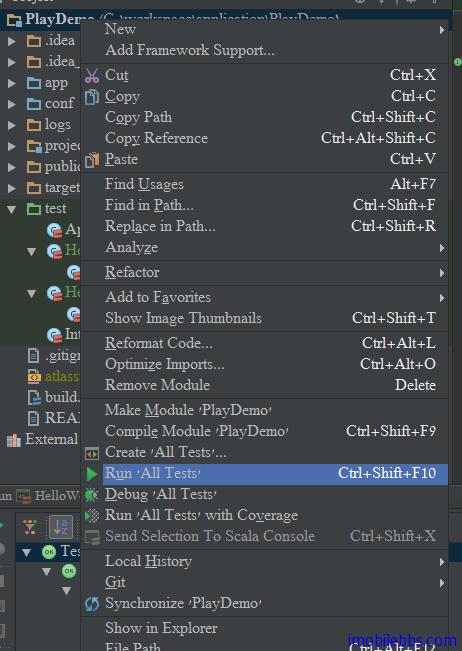 PlayDemo
New
.idea
Add Framework Support...
.idea_
Cut Ctrl+X
app
Copy Ctrl+C
conf
Copy Path Ctrl+Shift+C
logs
Copy Reference Ctrl+Alt+Shift+C
projec
Paste Ctrl+V
public
Find Usages Alt+F7
target
Find in Path... Ctrl+Shift+F
test
Replace in Path... Ctrl+Shift+R
Ap
Analyze
He
Refactor
He
Add to Favorites
Show Image Thumbnails Ctrl+Shift+T
Int
Reformat Code... Ctrl+Alt+L
.gitign
Optimize Imports... Ctrl+Alt+O
atlass
Remove Module Delete
build.
Make Module 'PlayDemo'
REA
Compile Module 'PlayDemo' Ctrl+Shift+F9
External
Create 'All Tests'...
Run 'All Tests' Ctrl+Shift+F10
Debug 'All Tests'
un HelloWo
Run 'All Tests' with Coverage
Send Selection To Scala Console Ctrl+Shift+X
Tes
Local History
OK
Git
OK
Synchronize 'PlayDemo'
Show in Explorer
imobilebbs.com
File Path Ctrl+Alt+F12